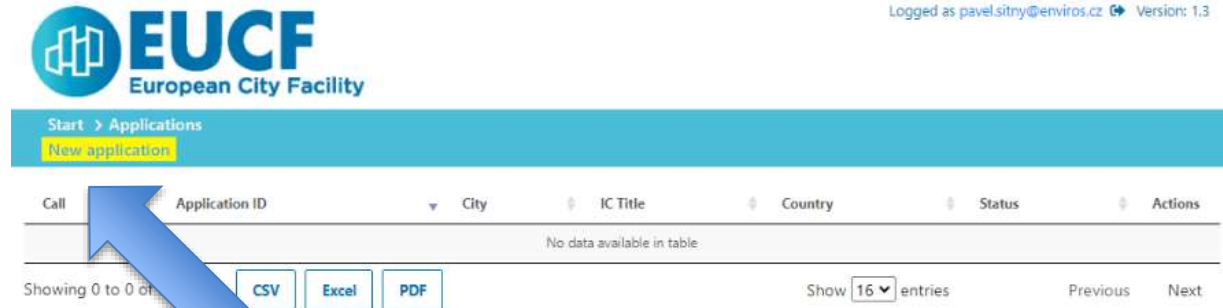 Logged as pavel.sitny@enviros.cz Version: 1.3
EUCF
European City Facility
Start > Applications
New application
Call Application ID City IC Title Country Status Actions
No data available in table
Showing 0 to 0 of CSV Excel PDF Show 16 entries Previous Next